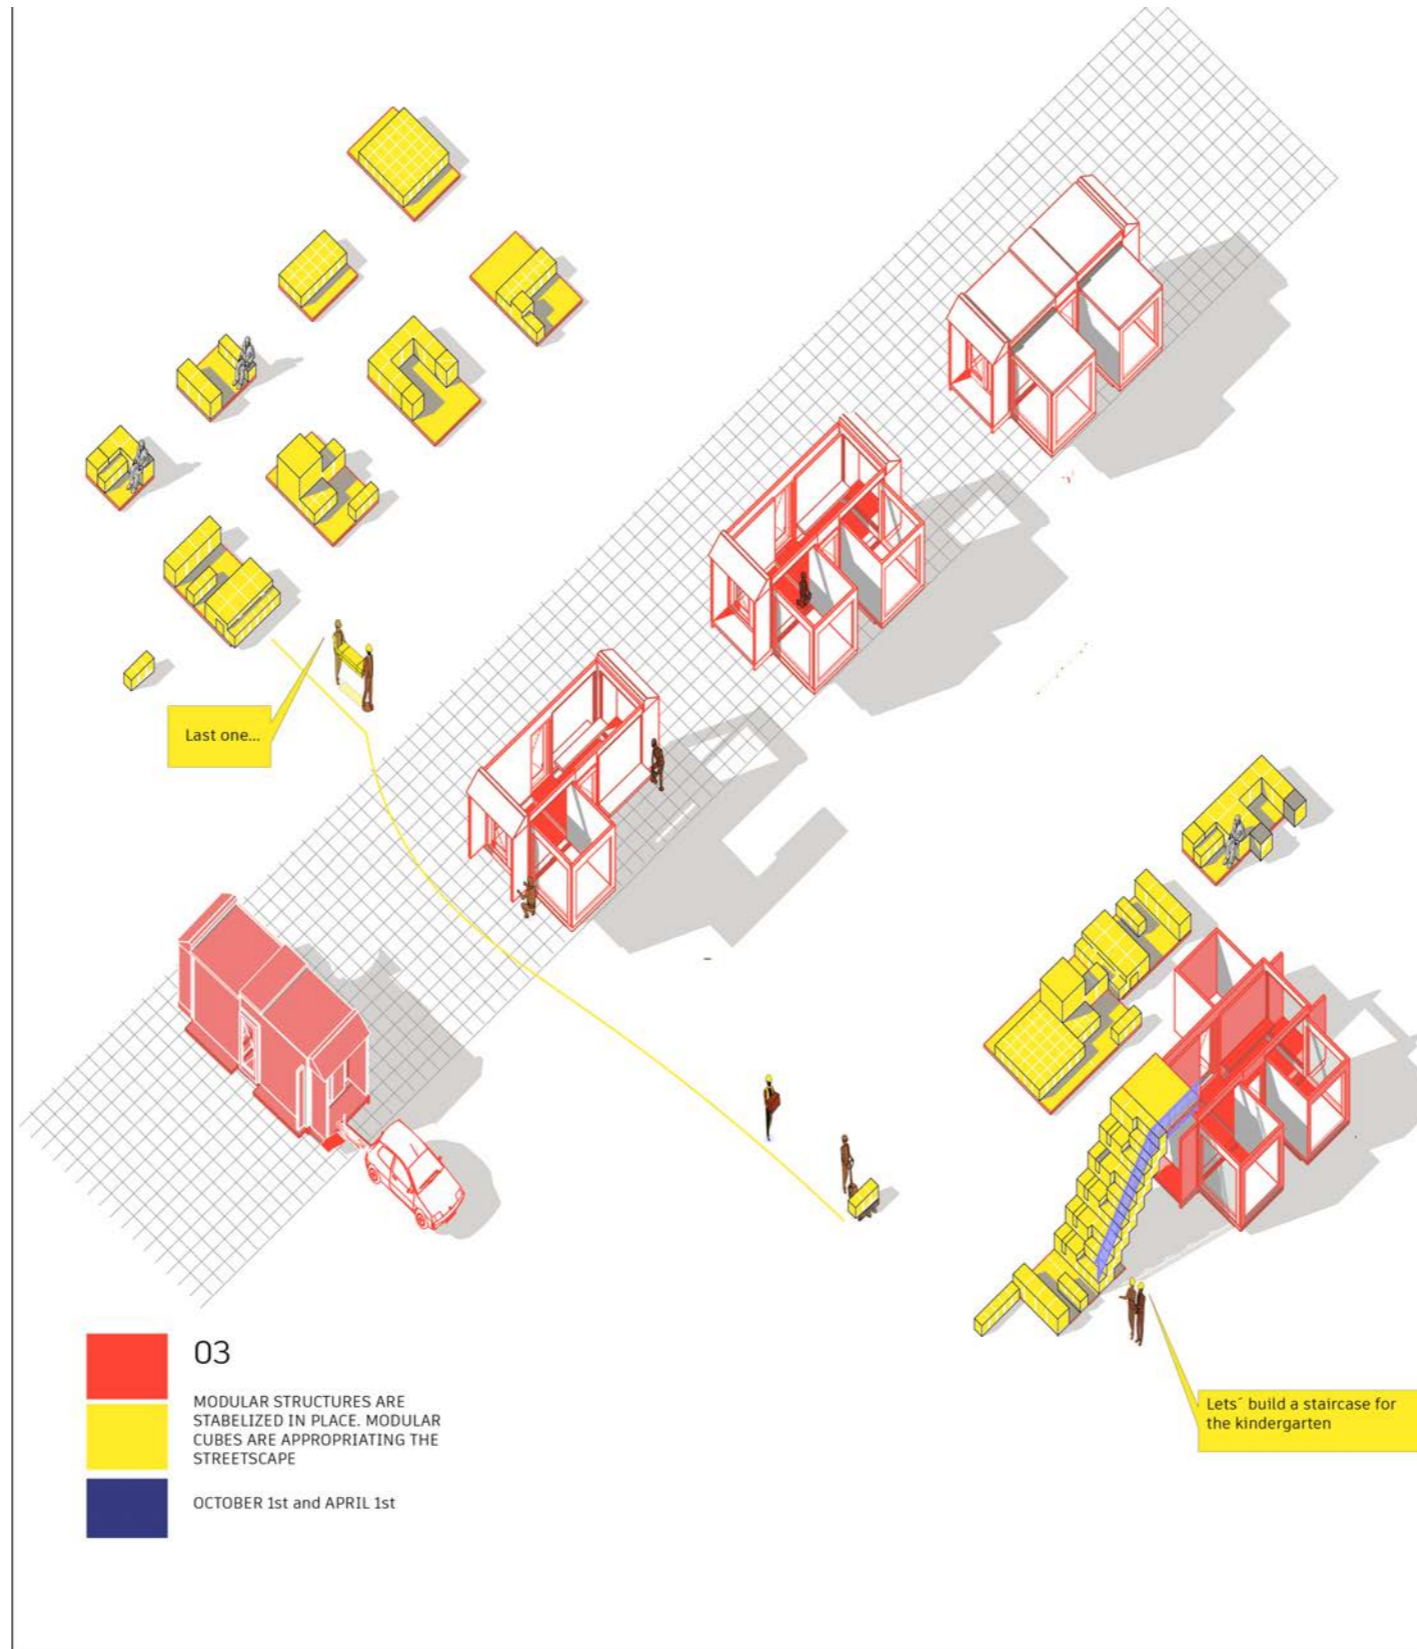 Last one...
Lets´ build a staircase for
the kindergarten
03
MODULAR STRUCTURES ARE
STABELIZED IN PLACE. MODULAR
CUBES ARE APPROPRIATING THE
STREETSCAPE
OCTOBER 1st and APRIL 1st